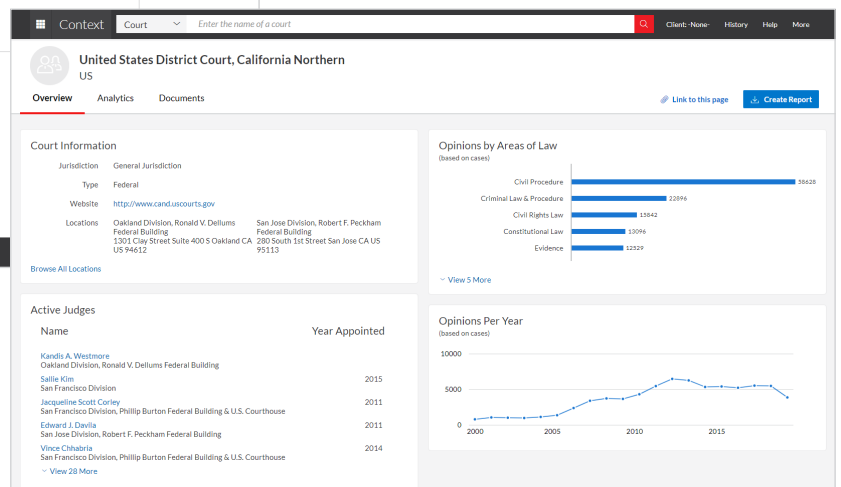 Context
Court
Enter the name of a court
Client: -None-
History
Help
More
United States District Court, California Northern
US
Overview
Analytics
Documents
Link to this page
Create Report
Court Information
Jurisdiction General Jurisdiction
Type Federal
Website http://www.cand.uscourts.gov
Locations
Oakland Division, Ronald V. Dellums
Federal Building
1301 Clay Street Suite 400 S Oakland CA
US 94612
San Jose Division, Robert F. Peckham
Federal Building
280 South 1st Street San Jose CA US
95113
Browse All Locations
Opinions by Areas of Law
(based on cases)
Civil Procedure 58628
Criminal Law & Procedure 22896
Civil Rights Law 15842
Constitutional Law 13096
Evidence 12529
View 5 More
Active Judges
Name Year Appointed
Kandis A. Westmore
Oakland Division, Ronald V. Dellums Federal Building
Sallie Kim 2015
San Francisco Division
Jacqueline Scott Corley 2011
San Francisco Division, Phillip Burton Federal Building & U.S. Courthouse
Edward J. Davila 2011
San Jose Division, Robert F. Peckham Federal Building
Vince Chhabria 2014
San Francisco Division, Phillip Burton Federal Building & U.S. Courthouse
View 28 More
Opinions Per Year
(based on cases)
10000
5000
0
2000 2005 2010 2015